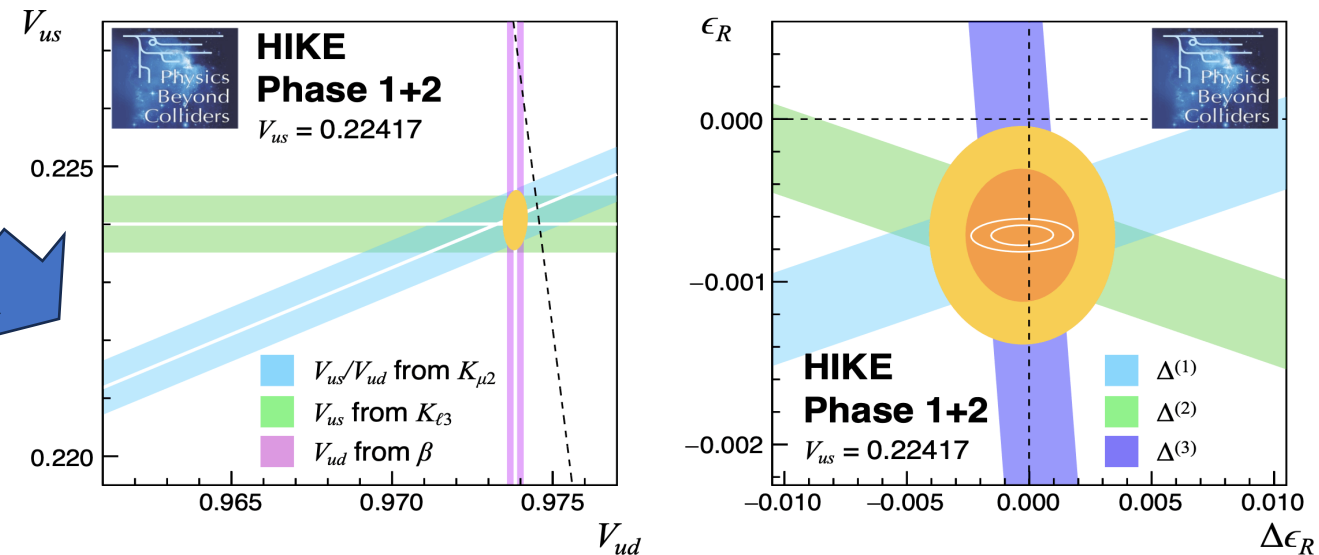 V_us
Physics
Beyond
Colliders
HIKE
Phase 1+2
V_us = 0.22417
0.225
0.220
V_us/V_ud from K_μ2
V_us from K_ℓ3
V_ud from β
0.965
0.970
0.975
V_ud
ϵ_R
Physics
Beyond
Colliders
0.000
−0.001
−0.002
HIKE
Phase 1+2
V_us = 0.22417
Δ^(1)
Δ^(2)
Δ^(3)
-0.010
−0.005
0.000
0.005
0.010
Δϵ_R